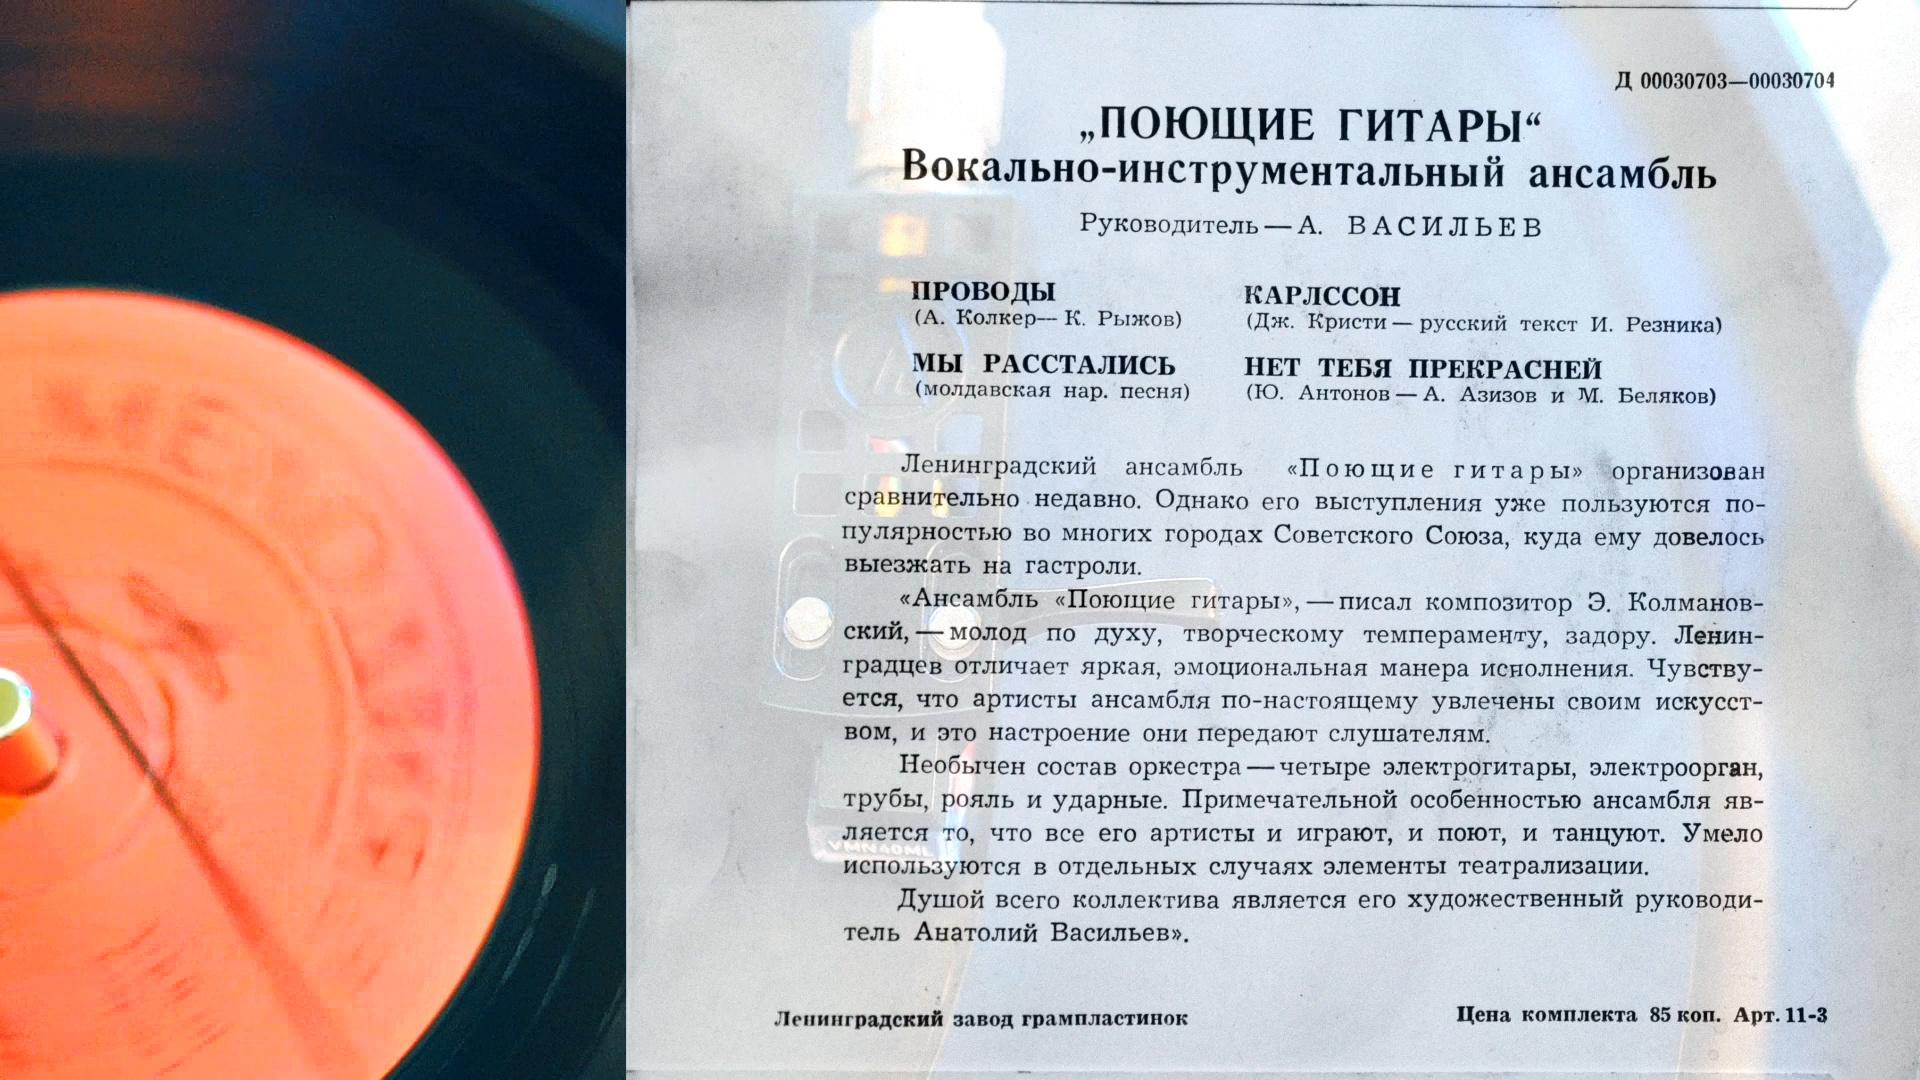 Д 00030703—00030704
„ПОЮЩИЕ ГИТАРЫ“
Вокально-инструментальный ансамбль
Руководитель — А. ВАСИЛЬЕВ
ПРОВОДЫ
(А. Колкер— К. Рыжов)
МЫ РАССТАЛИСЬ
(молдавская нар. песня)
КАРЛССОН
(Дж. Кристи — русский текст И. Резника)
НЕТ ТЕБЯ ПРЕКРАСНЕЙ
(Ю. Антонов — А. Азизов и М. Беляков)
Ленинградский ансамбль «Поющие гитары» организован
сравнительно недавно. Однако его выступления уже пользуются по-
пулярностью во многих городах Советского Союза, куда ему довелось
выезжать на гастроли.
«Ансамбль «Поющие гитары», — писал композитор Э. Колманов-
ский, — молод по духу, творческому темпераменту, задору. Ленин-
градцев отличает яркая, эмоциональная манера исполнения. Чувству-
ется, что артисты ансамбля по-настоящему увлечены своим искусст-
вом, и это настроение они передают слушателям.
Необычен состав оркестра — четыре электрогитары, электроорган,
трубы, рояль и ударные. Примечательной особенностью ансамбля яв-
ляется то, что все его артисты и играют, и поют, и танцуют. Умело
используются в отдельных случаях элементы театрализации.
Душой всего коллектива является его художественный руководи-
тель Анатолий Васильев».
Ленинградский завод грампластинок
Цена комплекта 85 коп. Арт. 11-3
VMN40ML